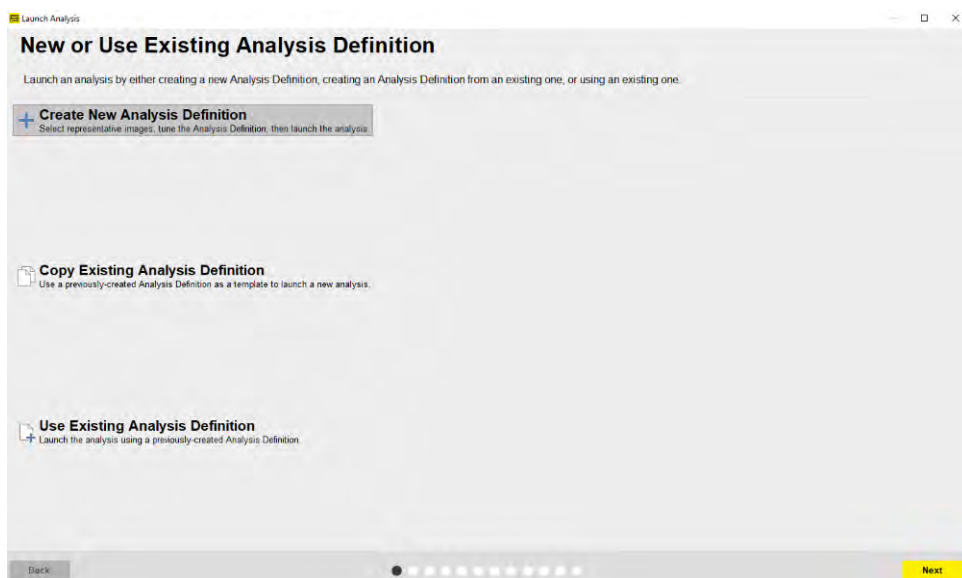 Launch Analysis
New or Use Existing Analysis Definition
Launch an analysis by either creating a new Analysis Definition, creating an Analysis Definition from an existing one, or using an existing one.
Create New Analysis Definition
Select representative images, tune the Analysis Definition, then launch the analysis.
Copy Existing Analysis Definition
Use a previously-created Analysis Definition as a template to launch a new analysis.
Use Existing Analysis Definition
Launch the analysis using a previously-created Analysis Definition.
Back
Next